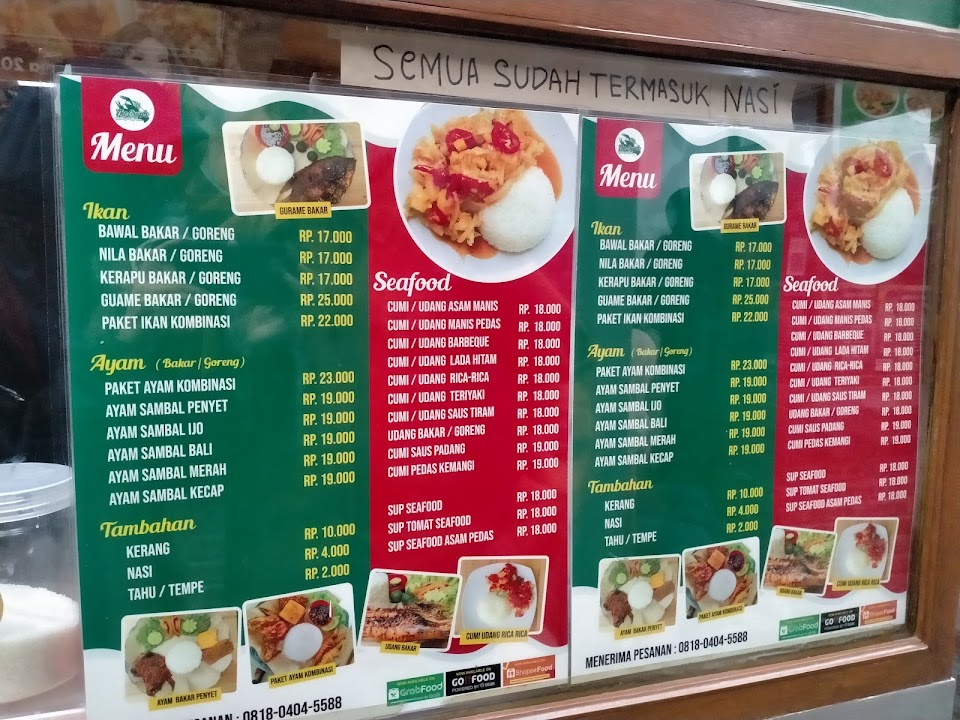 SEMUA SUDAH TERMASUK NASI
Menu
GURAME BAKAR
Ikan
BAWAL BAKAR / GORENG RP. 17.000
NILA BAKAR / GORENG RP. 17.000
KERAPU BAKAR / GORENG RP. 17.000
GUAME BAKAR / GORENG RP. 25.000
PAKET IKAN KOMBINASI RP. 22.000
Ayam (Bakar/Goreng)
PAKET AYAM KOMBINASI RP. 23.000
AYAM SAMBAL PENYET RP. 19.000
AYAM SAMBAL IJO RP. 19.000
AYAM SAMBAL BALI RP. 19.000
AYAM SAMBAL MERAH RP. 19.000
AYAM SAMBAL KECAP RP. 19.000
Tambahan
KERANG RP. 10.000
NASI RP. 4.000
TAHU / TEMPE RP. 2.000
Seafood
CUMI / UDANG ASAM MANIS RP. 18.000
CUMI / UDANG MANIS PEDAS RP. 18.000
CUMI / UDANG BARBEQUE RP. 18.000
CUMI / UDANG LADA HITAM RP. 18.000
CUMI / UDANG RICA-RICA RP. 18.000
CUMI / UDANG TERIYAKI RP. 18.000
CUMI / UDANG SAUS TIRAM RP. 18.000
UDANG BAKAR / GORENG RP. 18.000
CUMI SAUS PADANG RP. 19.000
CUMI PEDAS KEMANGI RP. 19.000
SUP SEAFOOD RP. 18.000
SUP TOMAT SEAFOOD RP. 18.000
SUP SEAFOOD ASAM PEDAS RP. 18.000
AYAM BAKAR PENYET
PAKET AYAM KOMBINASI
UDANG BAKAR
CUMI UDANG RICA RICA
NOW AVAILABLE ON
GrabFood
NOW AVAILABLE ON
GOFOOD
POWERED BY
ShopeeFood
SANAN : 0818-0404-5588
Menu
GURAME BAKAR
Ikan
BAWAL BAKAR / GORENG RP. 17.000
NILA BAKAR / GORENG RP. 17.000
KERAPU BAKAR / GORENG RP. 17.000
GUAME BAKAR / GORENG RP. 25.000
PAKET IKAN KOMBINASI RP. 22.000
Ayam (Bakar/Goreng)
PAKET AYAM KOMBINASI RP. 23.000
AYAM SAMBAL PENYET RP. 19.000
AYAM SAMBAL IJO RP. 19.000
AYAM SAMBAL BALI RP. 19.000
AYAM SAMBAL MERAH RP. 19.000
AYAM SAMBAL KECAP RP. 19.000
Tambahan
KERANG RP. 10.000
NASI RP. 4.000
TAHU / TEMPE RP. 2.000
Seafood
CUMI / UDANG ASAM MANIS RP. 18.000
CUMI / UDANG MANIS PEDAS RP. 18.000
CUMI / UDANG BARBEQUE RP. 18.000
CUMI / UDANG LADA HITAM RP. 18.000
CUMI / UDANG RICA-RICA RP. 18.000
CUMI / UDANG TERIYAKI RP. 18.000
CUMI / UDANG SAUS TIRAM RP. 18.000
UDANG BAKAR / GORENG RP. 18.000
CUMI SAUS PADANG RP. 19.000
CUMI PEDAS KEMANGI RP. 19.000
SUP SEAFOOD RP. 18.000
SUP TOMAT SEAFOOD RP. 18.000
SUP SEAFOOD ASAM PEDAS RP. 18.000
AYAM BAKAR PENYET
PAKET AYAM KOMBINASI
UDANG BAKAR
CUMI UDANG RICA RICA
GrabFood
GOFOOD
ShopeeFood
MENERIMA PESANAN : 0818-0404-5588